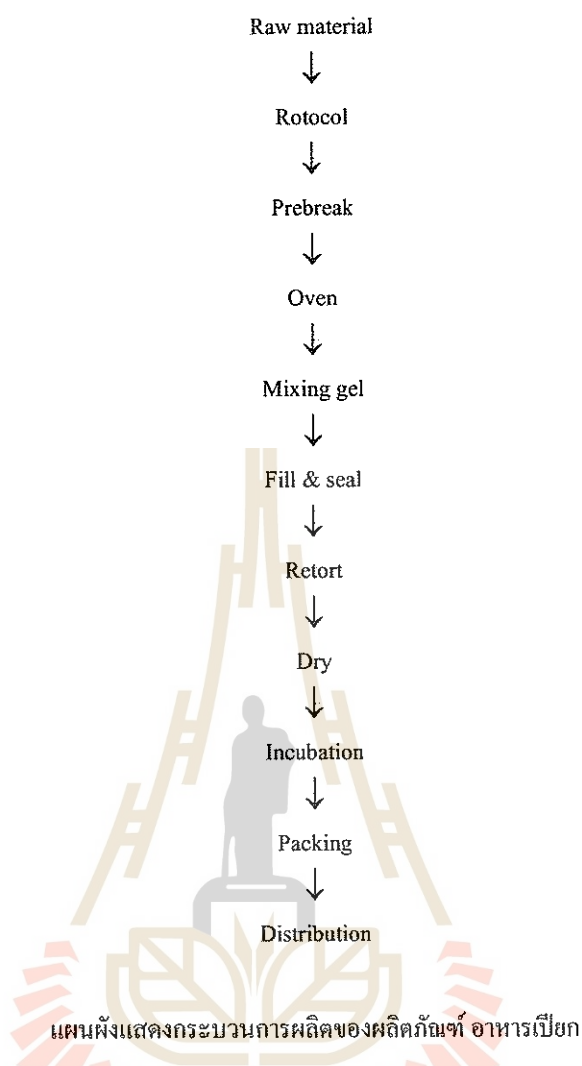 Raw material
Rotocol
Prebreak
Oven
Mixing gel
Fill & seal
Retort
Dry
Incubation
Packing
Distribution
แผนผังแสดงกระบวนการผลิตของผลิตภัณฑ์ อาหารเปียก